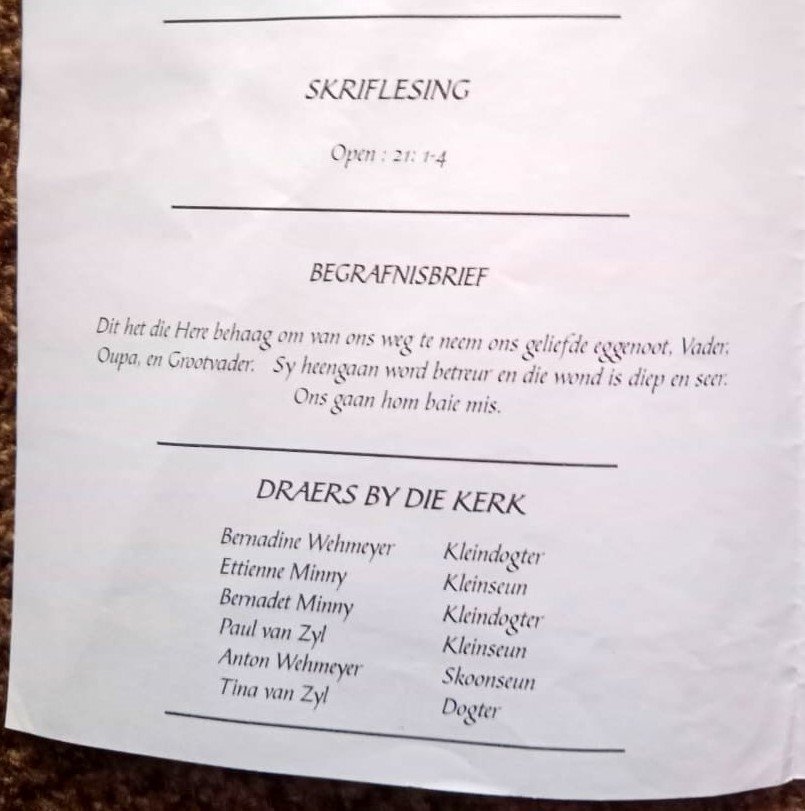 SKRIFLESING
Open : 21: 1-4
BEGRAFNISBRIEF
Dit het die Here behaag om van ons weg te neem ons geliefde eggenoot, Vader,
Oupa, en Grootvader. Sy heengaan word betreur en die wond is diep en seer.
Ons gaan hom baie mis.
DRAERS BY DIE KERK
Bernadine Wehmeyer Kleindogter
Ettienne Minny Kleinseun
Bernadet Minny Kleindogter
Paul van Zyl Kleinseun
Anton Wehmeyer Skoonseun
Tina van Zyl Dogter